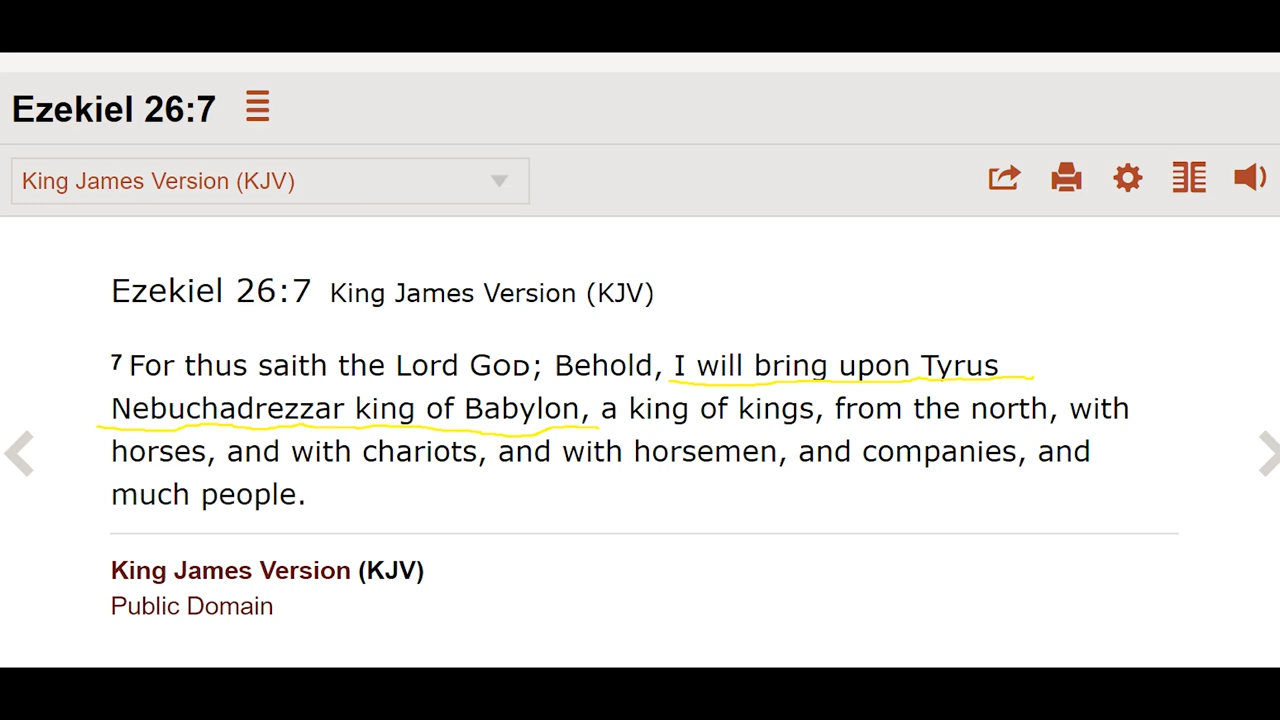 Ezekiel 26:7
King James Version (KJV)
Ezekiel 26:7 King James Version (KJV)
7 For thus saith the Lord GOD; Behold, I will bring upon Tyrus
Nebuchadrezzar king of Babylon, a king of kings, from the north, with
horses, and with chariots, and with horsemen, and companies, and
much people.
King James Version (KJV)
Public Domain